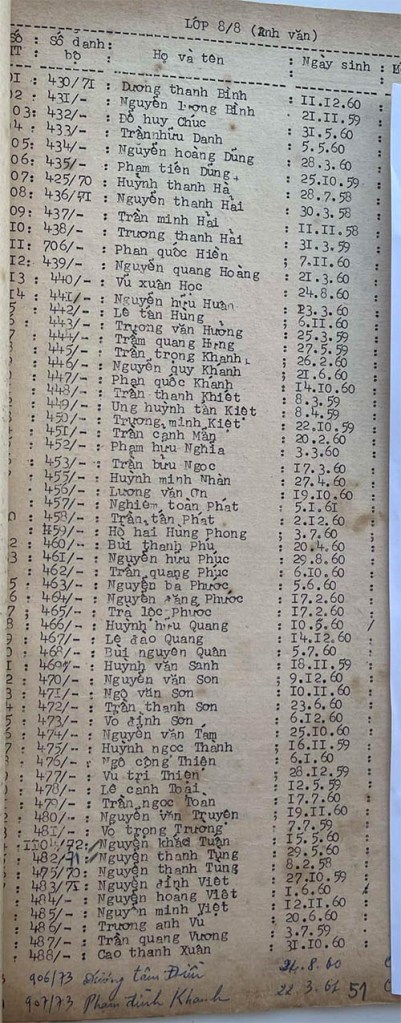 LỚP 8/8 (Anh văn)
Số TT : Số danh bộ : Họ và tên : Ngày sinh :
01 : 430/71 : Dương thanh Bình : 11.12.60 :
02 : 431/- : Nguyễn lương Bỉnh : 21.11.59 :
03: 432/- : Đỗ huy Chúc : 31.5.60 :
04 : 433/- : Trần hữu Danh : 5.5.60 :
05: 434/- : Nguyễn hoàng Dũng : 28.3.60 :
06: 435/- : Phạm tiến Dũng : 25.10.59 :
07: 425/70 : Huỳnh thanh Hà : 28.7.58 :
08: 436/71 : Nguyễn thanh Hải : 30.3.58 :
09: 437/- : Trần minh Hải : 11.11.58 :
10: 438/- : Trương thanh Hải : 31.3.59 :
11: 706/- : Phan quốc Hiển : 7.11.60 :
12: 439/- : Nguyễn quang Hoàng : 21.3.60 :
13 : 440/- : Vũ xuân Học : 24.8.60 :
14 : 441/- : Nguyễn hữu Huân : 23.3.60 :
442/- : Lê tấn Hùng : 6.11.60 :
443/- : Trương văn Hường : 25.3.59 :
444/- : Trầm quang Hưng : 27.5.59 :
445/- : Trần trọng Khanh : 26.2.60 :
446/- : Nguyễn quý Khanh : 21.6.60 :
447/- : Phan quốc Khanh : 14.10.60 :
448/- : Trần thanh Khiết : 8.3.59 :
449/- : Ung huỳnh tân Kiệt : 8.4.59 :
450/- : Trương minh Kiệt : 22.10.59 :
451/- : Trần cảnh Mẫn : 20.2.60 :
452/- : Phạm hữu Nghĩa : 3.3.60 :
453/- : Trần bửu Ngọc : 17.3.60 :
455/- : Huỳnh minh Nhàn : 27.4.60 :
456/- : Lương văn Ơn : 19.10.60 :
457/- : Nghiêm toàn Phát : 5.1.61 :
458/- : Trần tấn Phát : 2.12.60 :
459/- : Hồ hải Hùng Phong : 3.7.60 :
460/- : Bùi thanh Phú : 20.4.60 :
461/- : Nguyễn hữu Phúc : 29.8.60 :
462/- : Trần quang Phúc : 6.10.60 :
463/- : Nguyễn bá Phước : 5.6.60 :
464/- : Nguyễn đăng Phước : 17.2.60 :
465/- : Trà lộc Phước : 17.2.60 :
466/- : Huỳnh hữu Quang : 10.5.60 :
467/- : Lê đào Quang : 14.12.60 :
468/- : Bùi nguyên Quân : 5.7.60 :
469/- : Huỳnh văn Sanh : 18.11.59 :
470/- : Nguyễn văn Sơn : 9.12.60 :
471/- : Ngô văn Sơn : 10.11.60 :
472/- : Trần thanh Sơn : 23.6.60 :
473/- : Võ đình Sơn : 6.12.60 :
474/- : Nguyễn văn Tám : 25.10.60 :
475/- : Huỳnh ngọc Thành : 16.11.59 :
476/- : Ngô công Thiện : 6.1.60 :
477/- : Vũ trí Thiện : 28.12.59 :
478/- : Lê cảnh Toại : 12.5.59 :
479/- : Trần ngọc Toàn : 17.7.60 :
480/- : Nguyễn văn Truyện : 19.11.60 :
481/- : Võ trọng Trương : 7.7.59 :
/72: Nguyễn khắc Tuấn : 15.5.60 :
482/71 : Nguyễn thanh Tùng : 29.5.60 :
475/70: Nguyễn thanh Tùng : 8.2.58 :
483/71 : Nguyễn đình Việt : 27.10.59 :
484/- : Nguyễn hoàng Việt : 1.6.60 :
485/- : Nguyễn minh Việt : 12.11.60 :
486/- : Trương anh Vũ : 20.6.60 :
487/- : Trần quang Vương : 3.7.59 :
488/- : Cao thanh Xuân : 31.10.60 :
906/73 Dương tâm Điền 24.8.60
907/73 Phạm đình Khanh 22.3.61 51